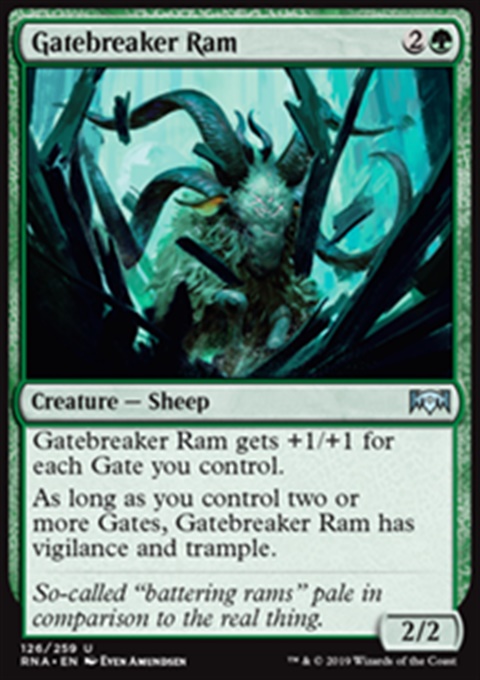 Gatebreaker Ram 2
Creature — Sheep
Gatebreaker Ram gets +1/+1 for
each Gate you control.
As long as you control two or
more Gates, Gatebreaker Ram has
vigilance and trample.
So-called “battering rams” pale in
comparison to the real thing.
2/2
126/259 U
RNA • EN Even Amundsen
™ & © 2019 Wizards of the Coast